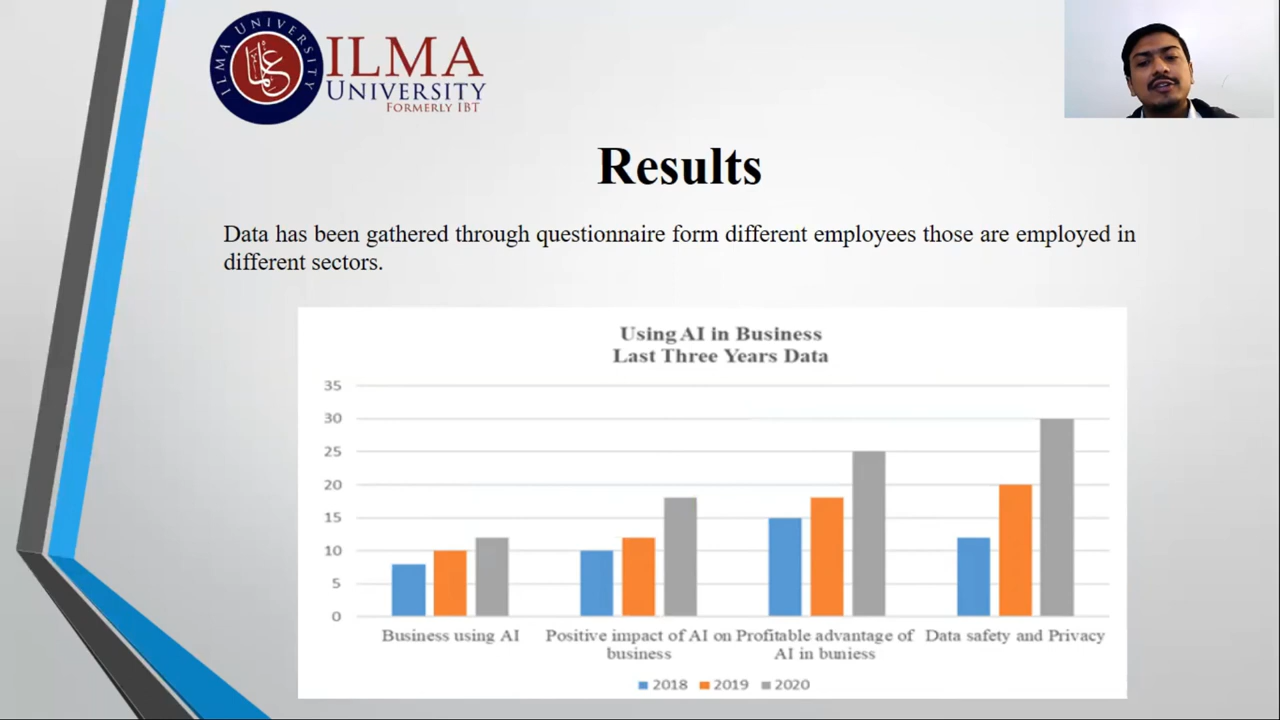 ILMA UNIVERSITY
علما
ILMA
UNIVERSITY
FORMERLY IBT
Results
Data has been gathered through questionnaire form different employees those are employed in
different sectors.
Using AI in Business
Last Three Years Data
35
30
25
20
15
10
5
0
Business using AI
Positive impact of AI on
business
Profitable advantage of
AI in buniess
Data safety and Privacy
2018 2019 2020